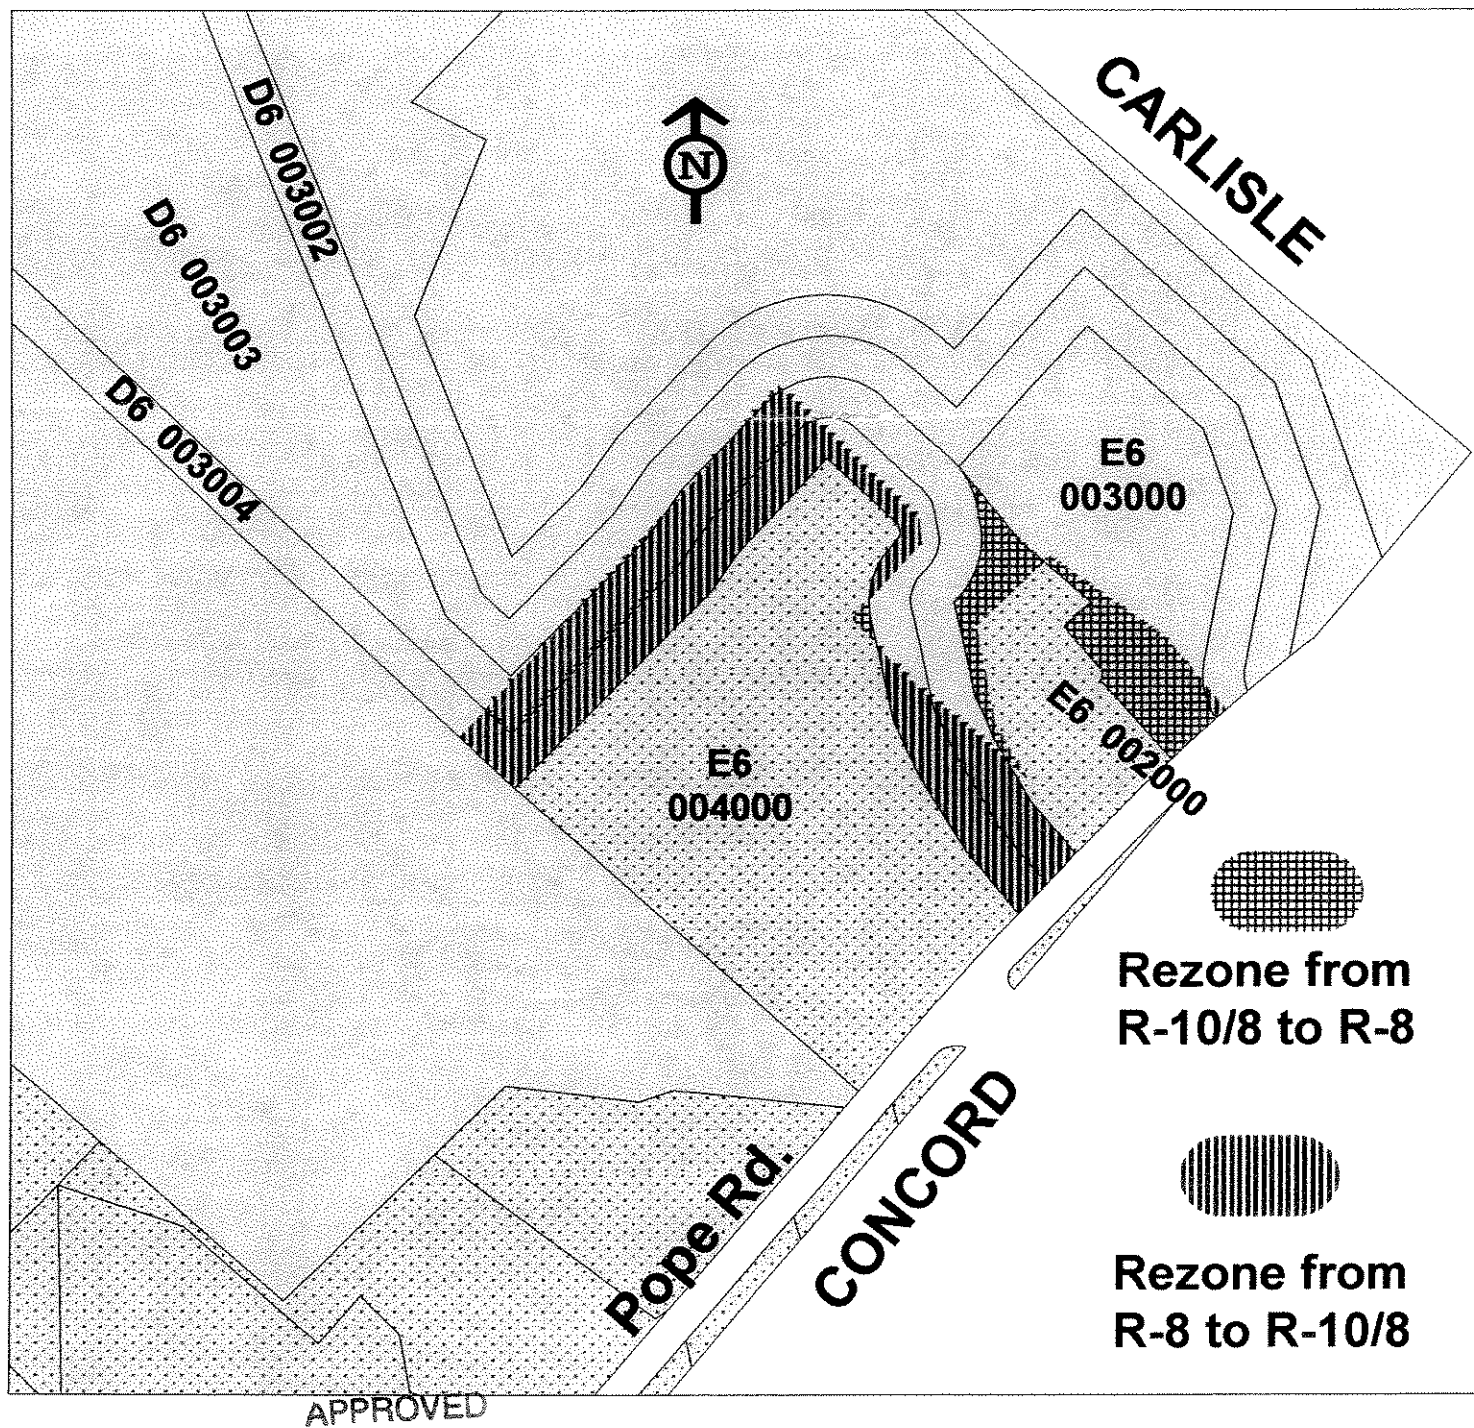 CARLISLE
D6 003002
N
D6 003003
D6 003004
E6
003000
E6 002000
E6
004000
Rezone from
R-10/8 to R-8
CONCORD
Pope Rd.
Rezone from
R-8 to R-10/8
APPROVED